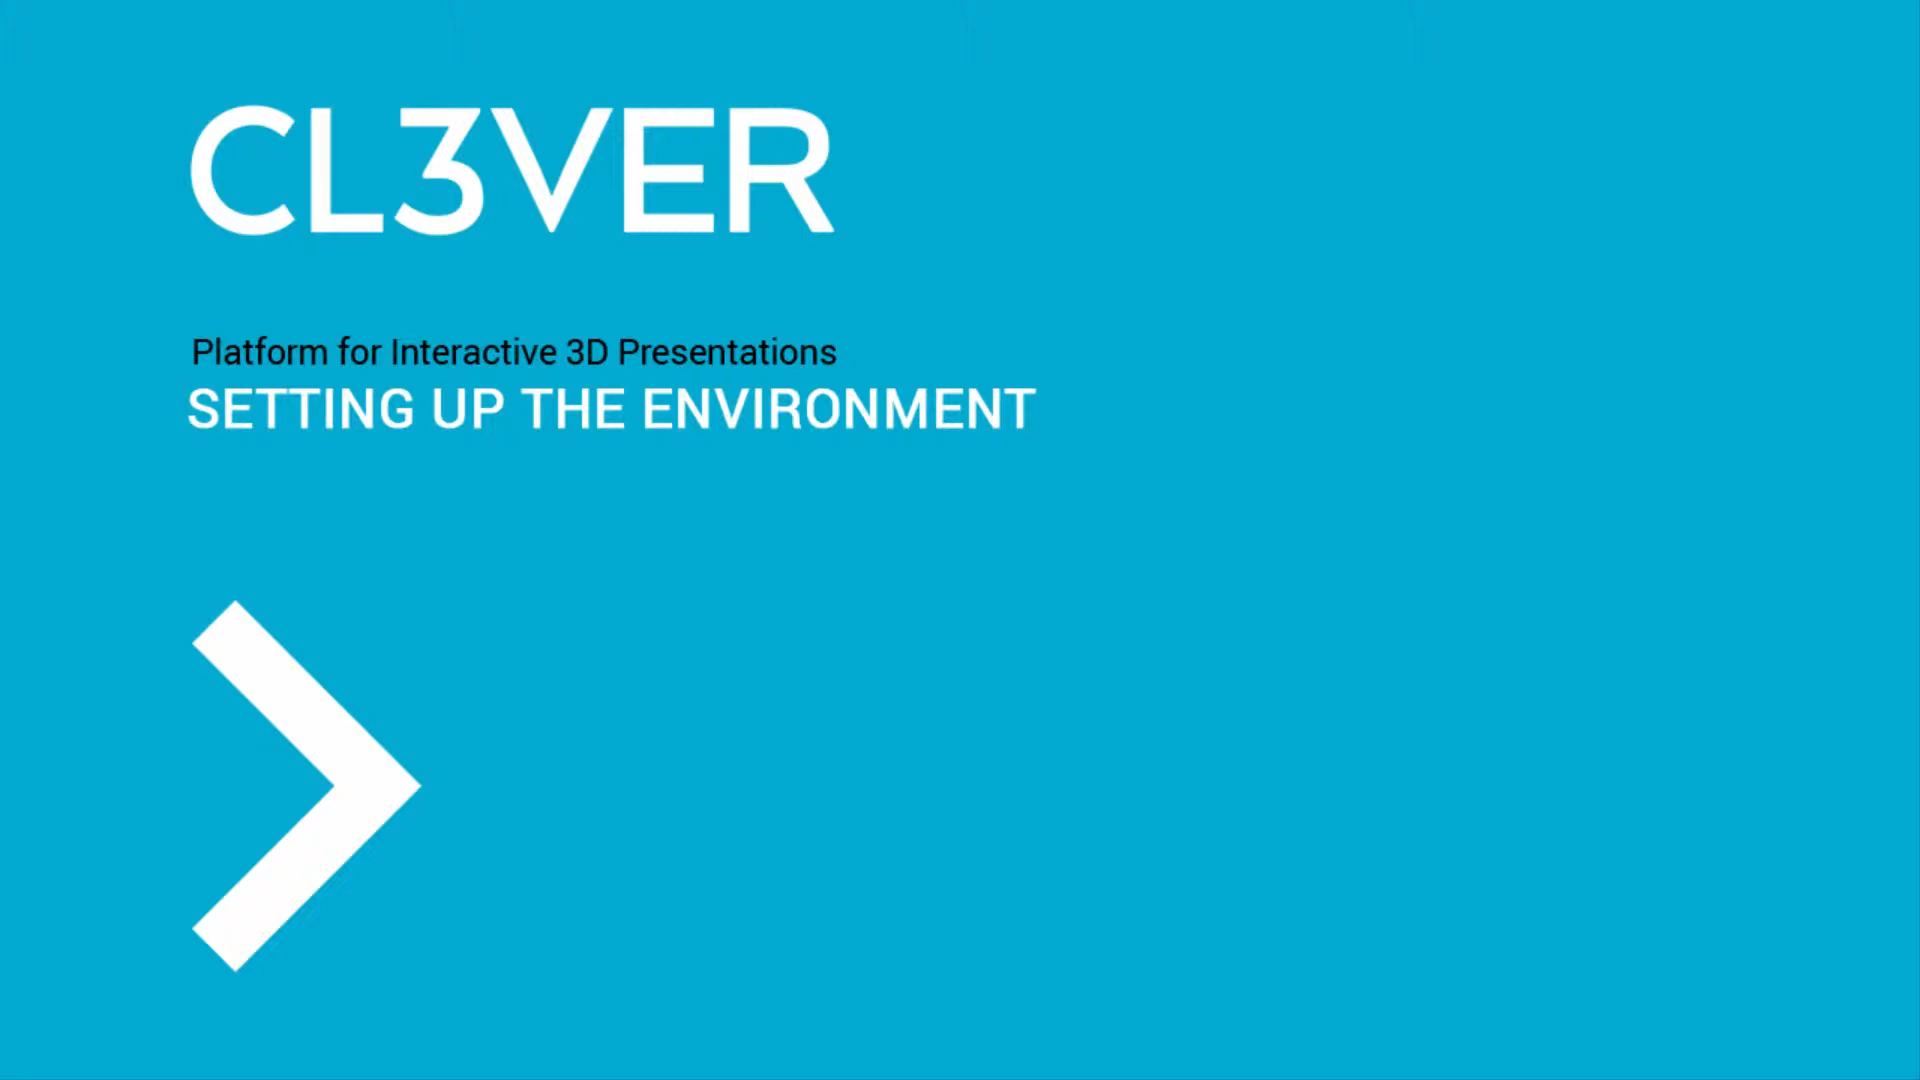 CL3VER
Platform for Interactive 3D Presentations
SETTING UP THE ENVIRONMENT